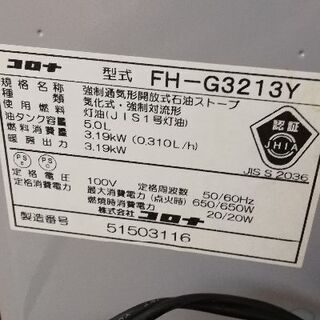 コロナ 型式 FH-G3213Y
規格名称 強制通気形開放式石油ストーブ
種類 気化式・強制対流形
使用燃料 灯油(JIS1号灯油)
油タンク容量 5.0L
燃料消費量 3.19kW (0.310L/h)
暖房出力 3.19kW
認証
JHIA
JIS S 2036
PS
E
PS
C
定格電圧 100V 定格周波数 50/60Hz
定格消費電力 最大消費電力(点火時) 650/650W
燃焼時消費電力 20/20W
株式会社 コロナ
製造番号 51503116